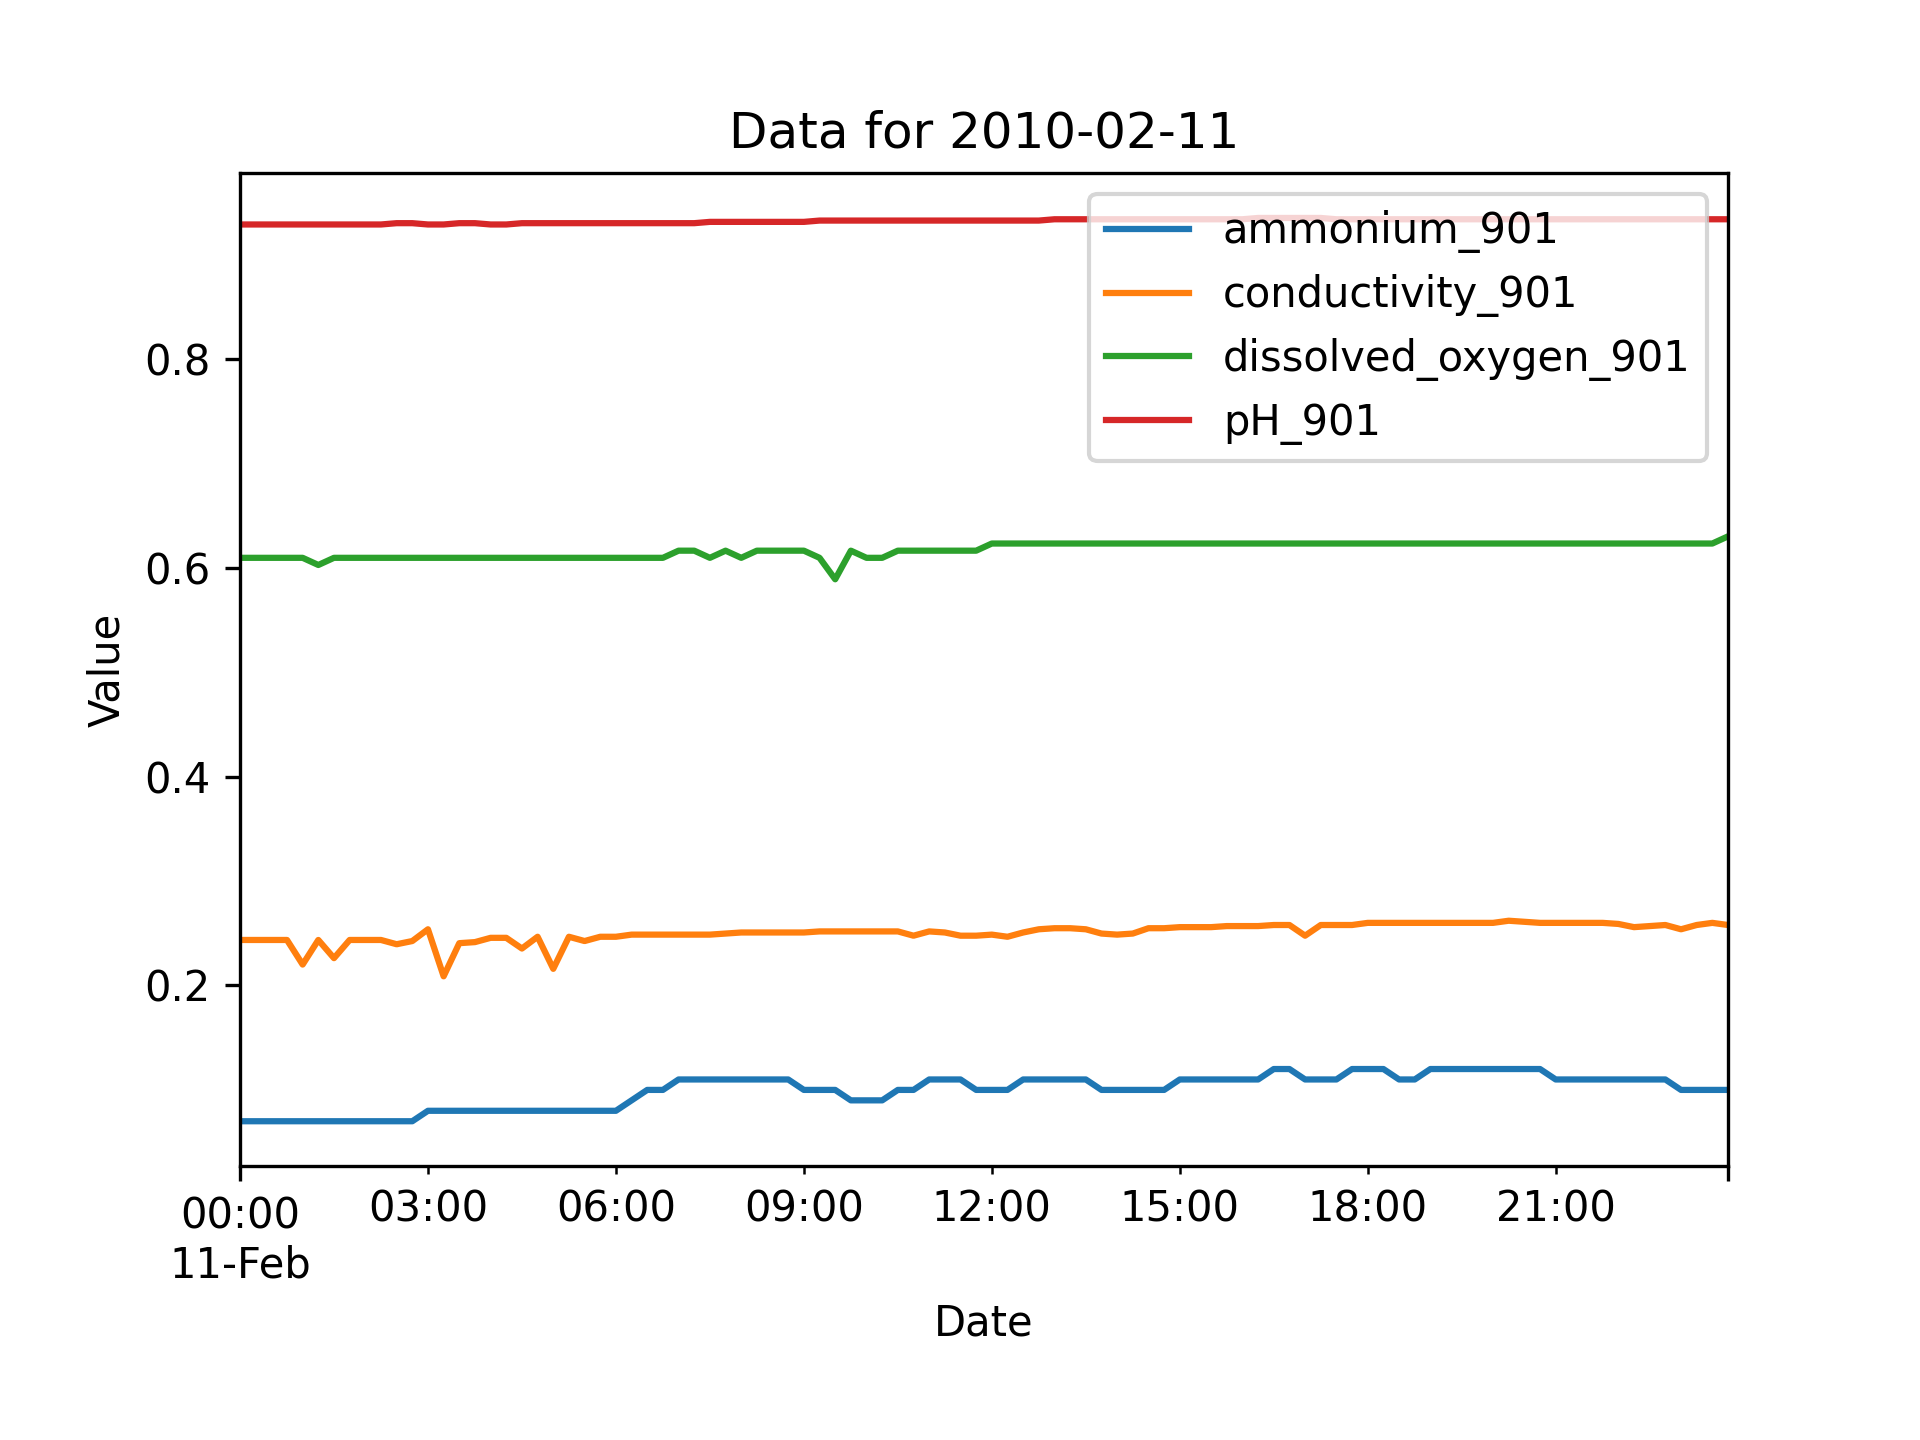 Data for 2010-02-11
ammonium_901
conductivity_901
dissolved_oxygen_901
pH_901
0.8
0.6
0.4
0.2
Value
00:00 03:00 06:00 09:00 12:00 15:00 18:00 21:00
11-Feb
Date